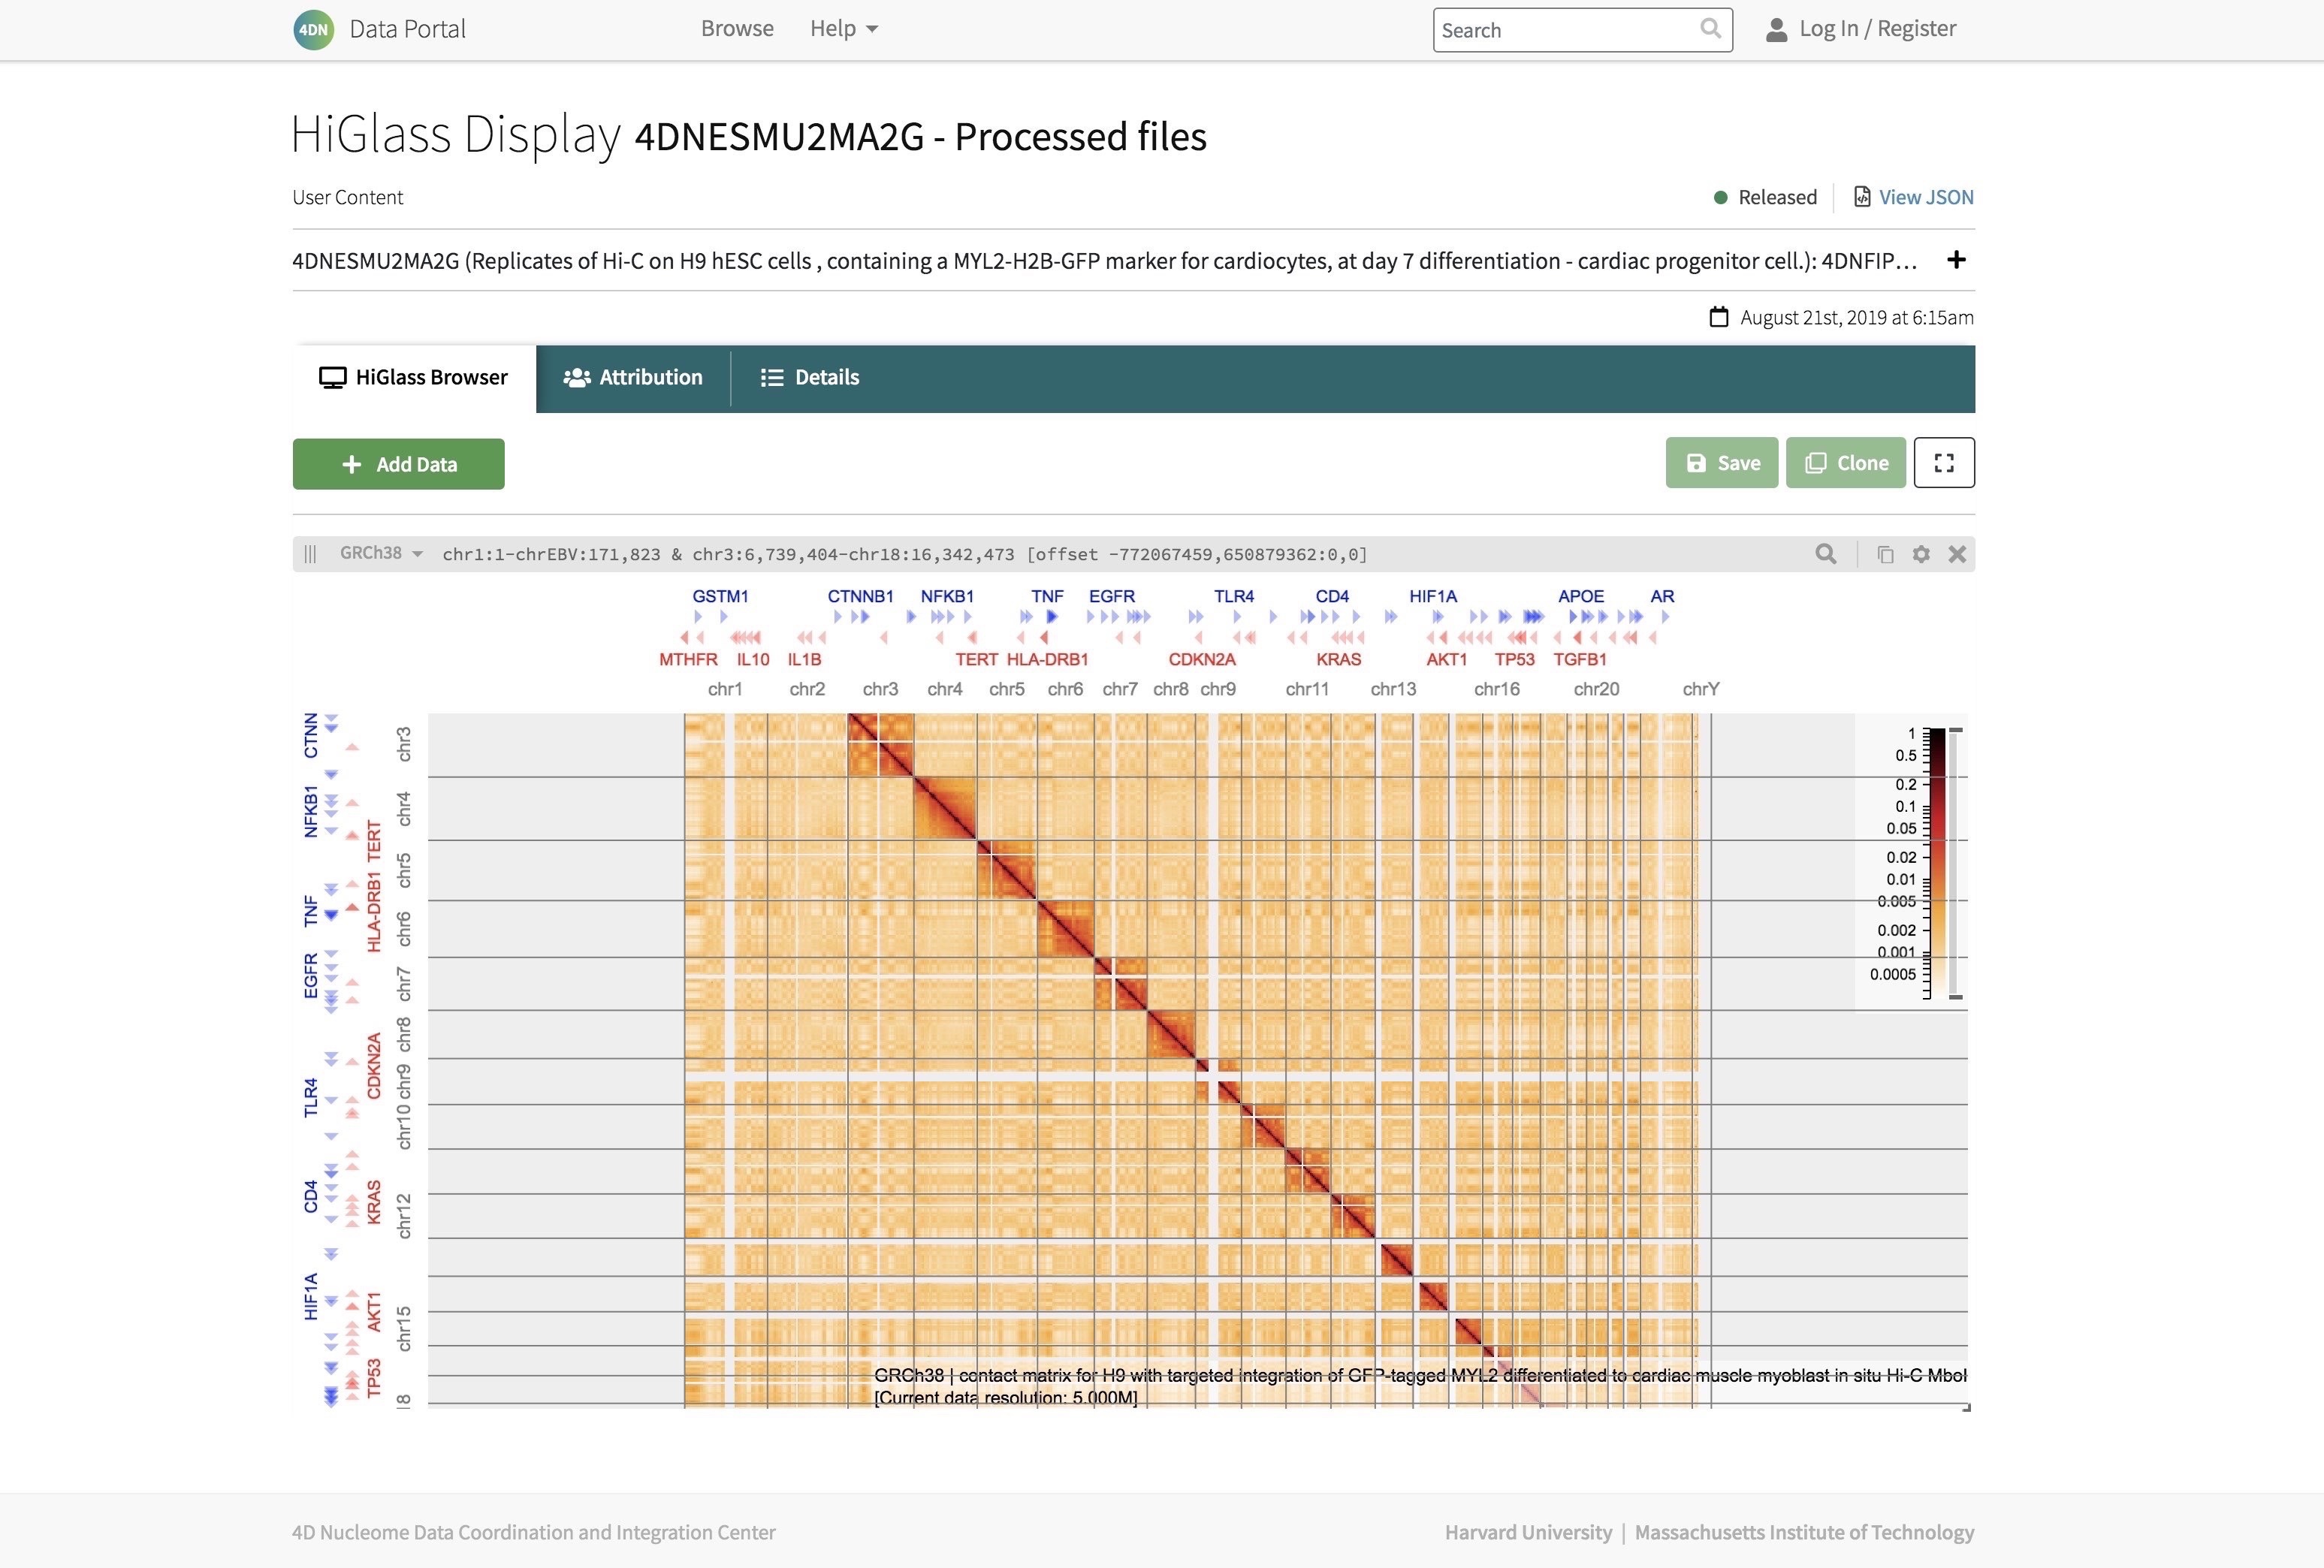 4DN Data Portal Browse Help Search Log In / Register
HiGlass Display 4DNESMU2MA2G - Processed files
User Content Released View JSON
4DNESMU2MA2G (Replicates of Hi-C on H9 hESC cells , containing a MYL2-H2B-GFP marker for cardiocytes, at day 7 differentiation - cardiac progenitor cell.): 4DNFIP...
August 21st, 2019 at 6:15am
HiGlass Browser Attribution Details
Add Data Save Clone
GRCh38 chr1:1-chrEBV:171,823 & chr3:6,739,404-chr18:16,342,473 [offset -772067459,650879362:0,0]
GSTM1 CTNNB1 NFKB1 TNF EGFR TLR4 CD4 HIF1A APOE AR
MTHFR IL10 IL1B TERT HLA-DRB1 CDKN2A KRAS AKT1 TP53 TGFB1
chr1 chr2 chr3 chr4 chr5 chr6 chr7 chr8 chr9 chr11 chr13 chr16 chr20 chrY
CTNN
NFKB1
TNF
EGFR
TLR4
CD4
HIF1A
TERT
HLA-DRB1
CDKN2A
KRAS
AKT1
TP53
chr3
chr4
chr5
chr6
chr7
chr8
chr9
chr10
chr12
chr15
8
1
0.5
0.2
0.1
0.05
0.02
0.01
0.005
0.002
0.001
0.0005
GRCh38 | contact matrix for H9 with targeted integration of GFP-tagged MYL2 differentiated to cardiac muscle myoblast in situ Hi-C MboI
[Current data resolution: 5.000M]
4D Nucleome Data Coordination and Integration Center Harvard University | Massachusetts Institute of Technology